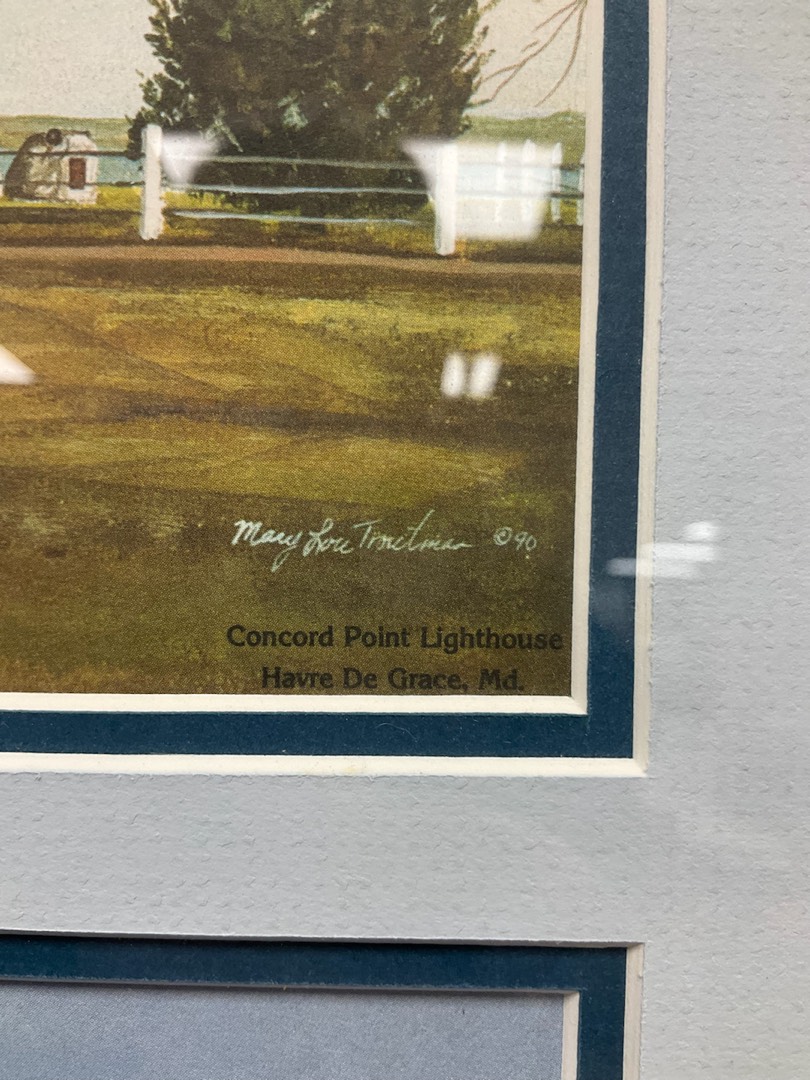 Mary Lou Troutman ©90
Concord Point Lighthouse
Havre De Grace, Md.